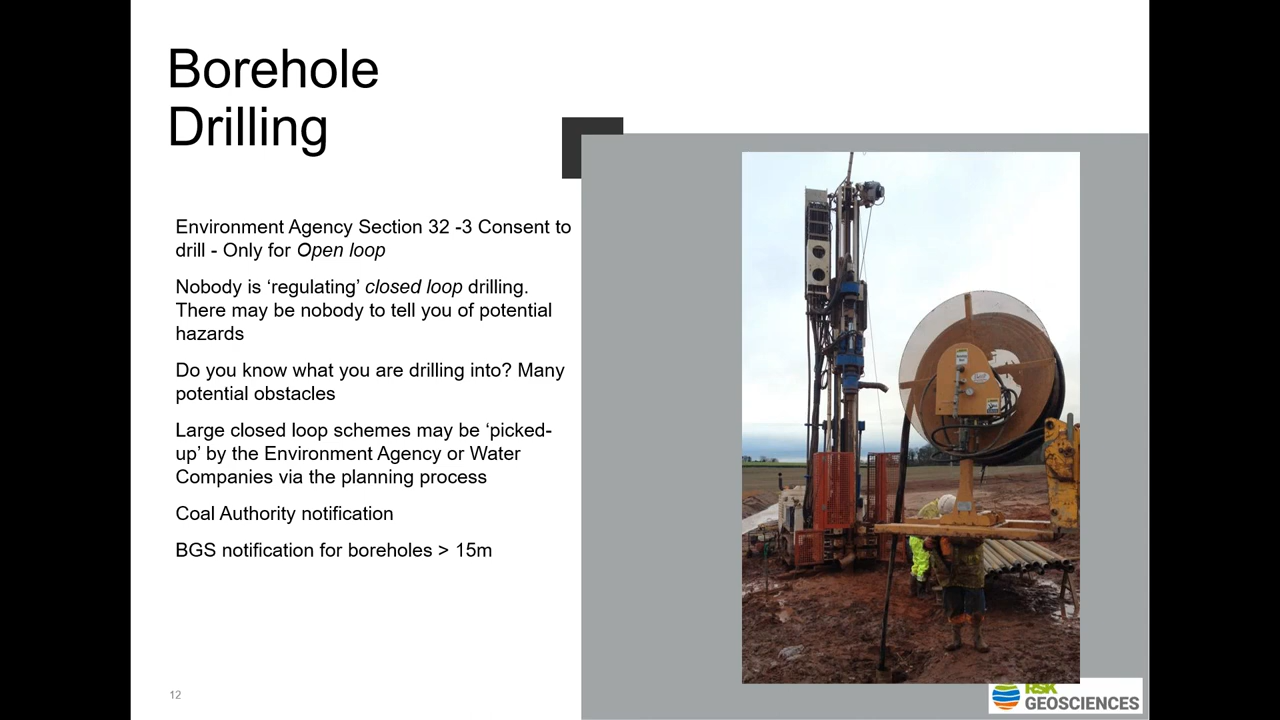 Borehole
Drilling
Environment Agency Section 32 -3 Consent to
drill - Only for Open loop
Nobody is ‘regulating’ closed loop drilling.
There may be nobody to tell you of potential
hazards
Do you know what you are drilling into? Many
potential obstacles
Large closed loop schemes may be ‘picked-
up’ by the Environment Agency or Water
Companies via the planning process
Coal Authority notification
BGS notification for boreholes > 15m
12
RSK
GEOSCIENCES